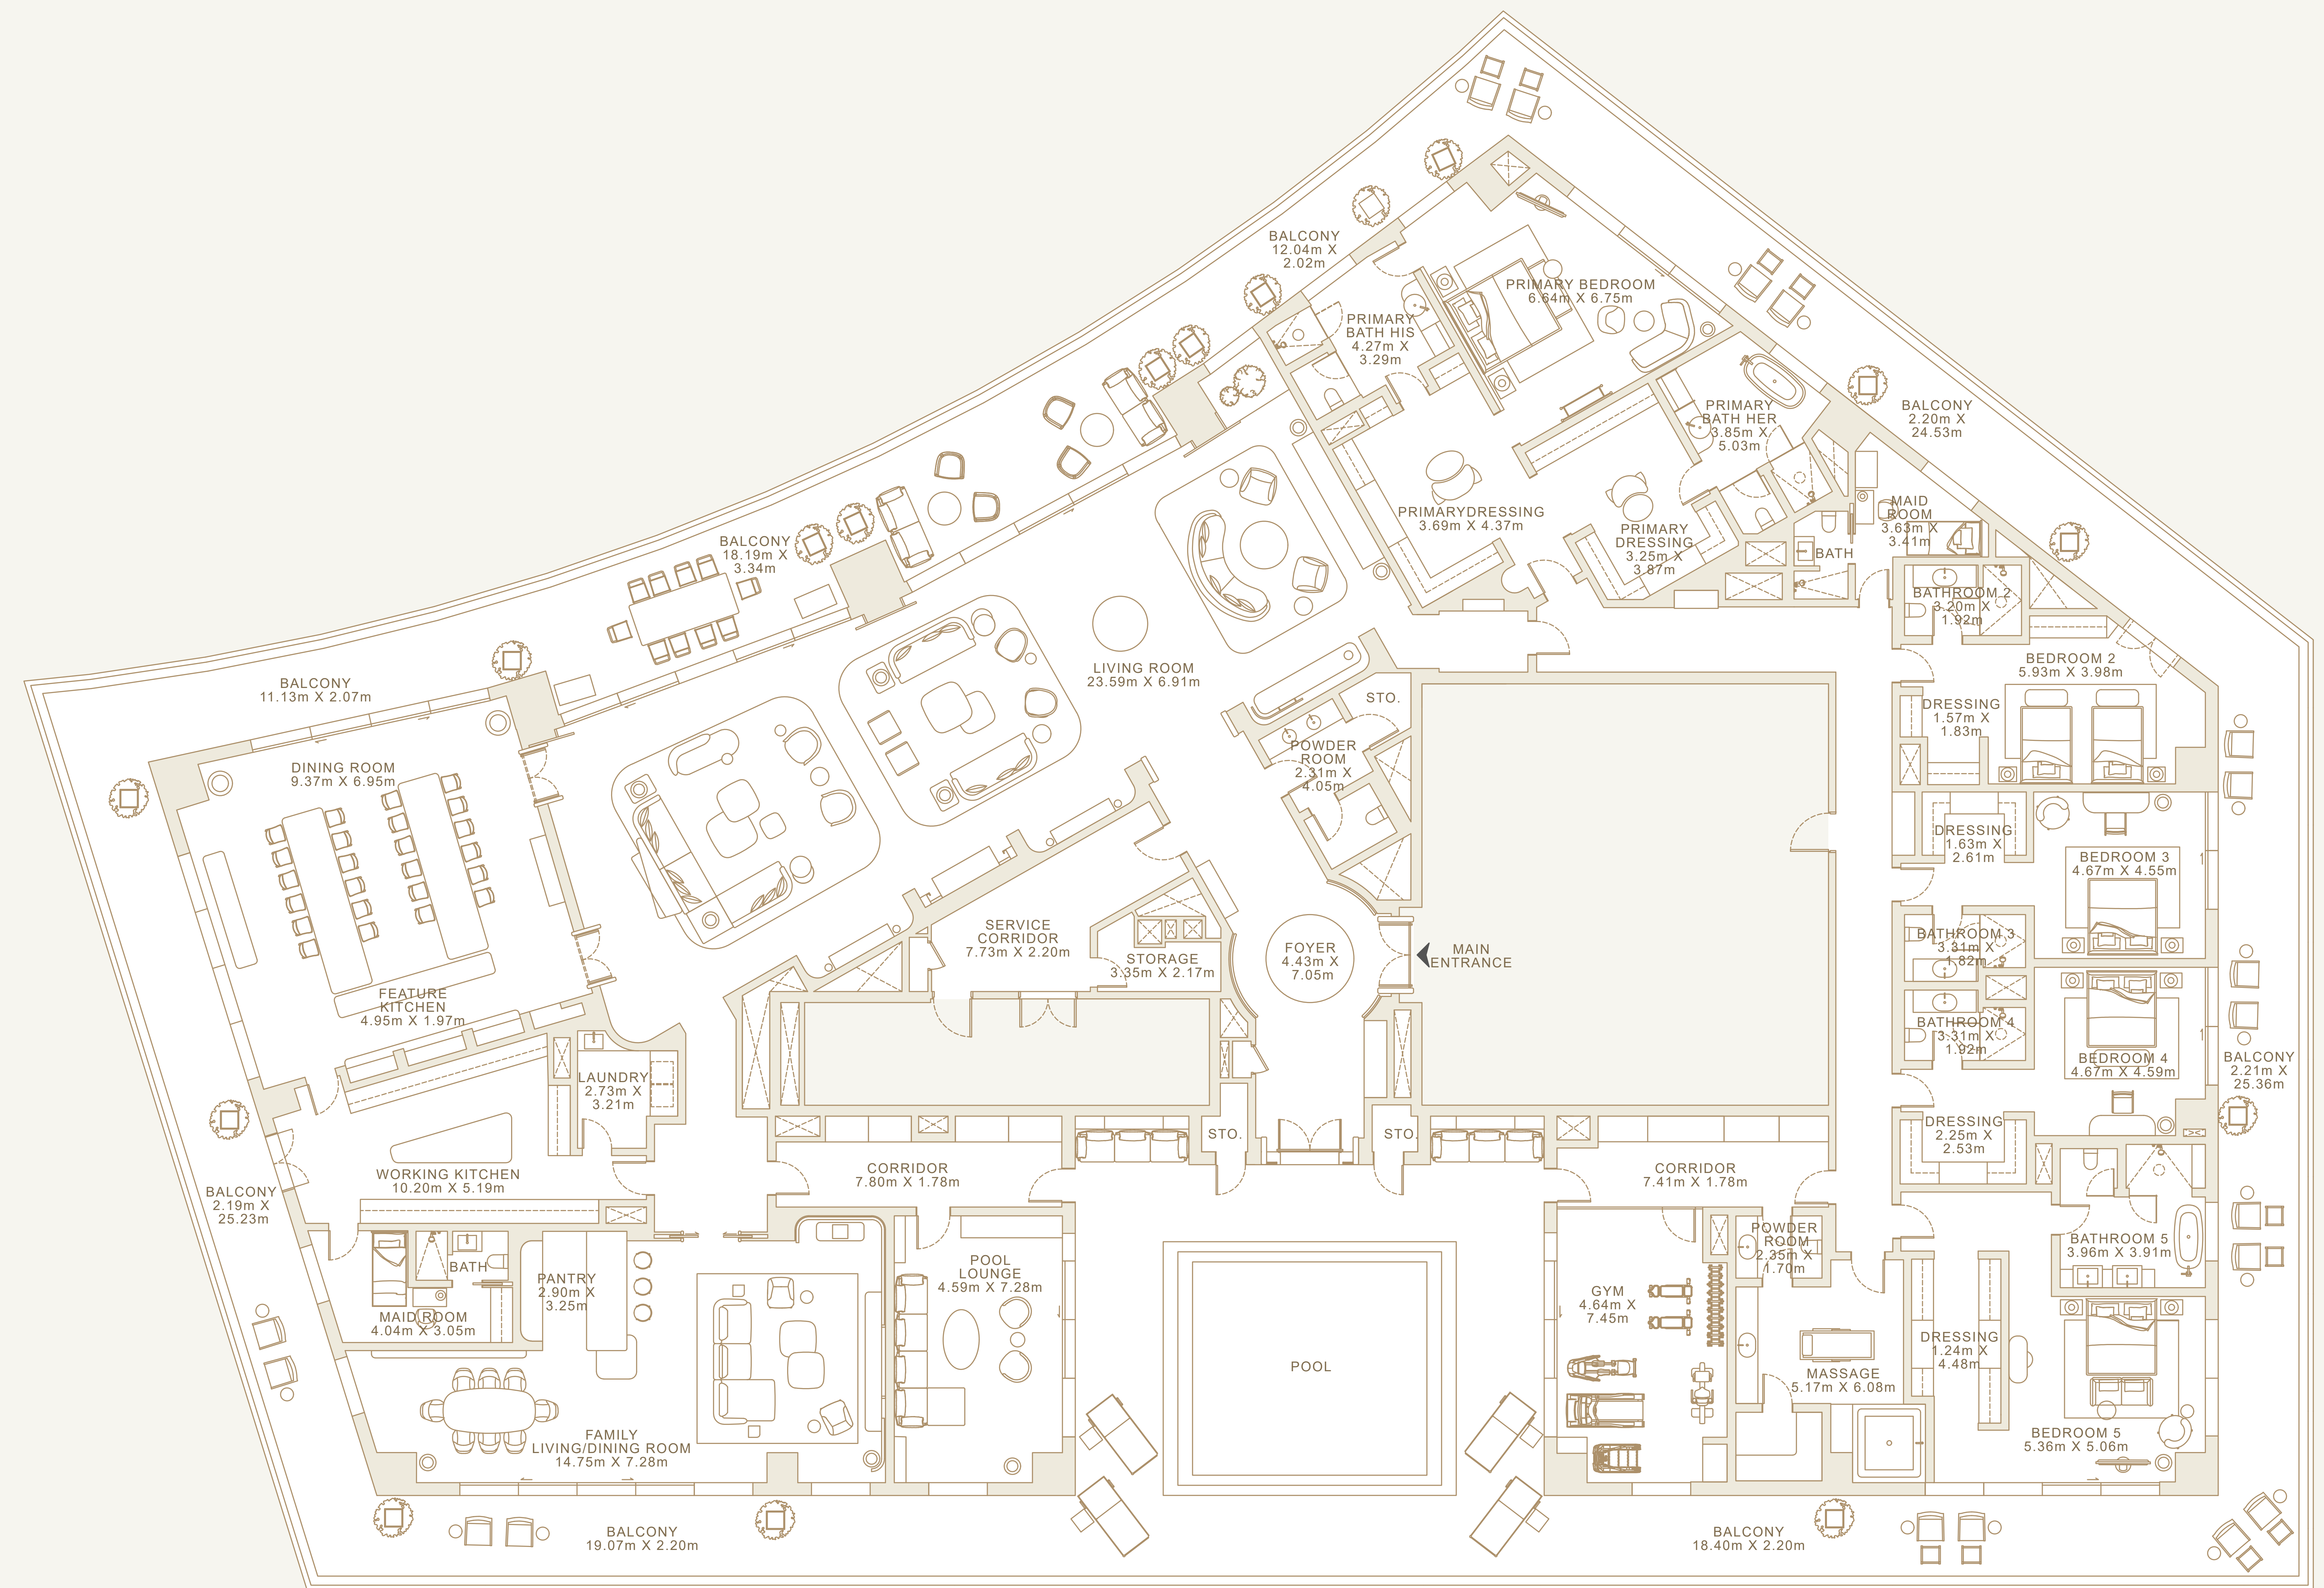 BALCONY
12.04m X
2.02m
PRIMARY BEDROOM
6.64m X 6.75m
PRIMARY
BATH HIS
4.27m X
3.29m
PRIMARY
BATH HER
3.85m X
5.03m
BALCONY
2.20m X
24.53m
PRIMARYDRESSING
3.69m X 4.37m
PRIMARY
DRESSING
3.25m X
3.87m
MAID
ROOM
3.63m X
3.41m
BATH
BALCONY
18.19m X
3.34m
BATHROOM 2
3.20m X
1.92m
BEDROOM 2
5.93m X 3.98m
DRESSING
1.57m X
1.83m
BALCONY
11.13m X 2.07m
LIVING ROOM
23.59m X 6.91m
STO.
POWDER
ROOM
2.31m X
4.05m
DINING ROOM
9.37m X 6.95m
DRESSING
1.63m X
2.61m
BEDROOM 3
4.67m X 4.55m
SERVICE
CORRIDOR
7.73m X 2.20m
STORAGE
3.35m X 2.17m
FOYER
4.43m X
7.05m
MAIN
ENTRANCE
BATHROOM 3
3.31m X
1.82m
FEATURE
KITCHEN
4.95m X 1.97m
BATHROOM 4
3.31m X
1.92m
BEDROOM 4
4.67m X 4.59m
BALCONY
2.21m X
25.36m
LAUNDRY
2.73m X
3.21m
STO.
STO.
DRESSING
2.25m X
2.53m
WORKING KITCHEN
10.20m X 5.19m
CORRIDOR
7.80m X 1.78m
CORRIDOR
7.41m X 1.78m
BALCONY
2.19m X
25.23m
BATH
PANTRY
2.90m X
3.25m
POOL
LOUNGE
4.59m X 7.28m
POWDER
ROOM
2.35m X
1.70m
BATHROOM 5
3.96m X 3.91m
MAID ROOM
4.04m X 3.05m
GYM
4.64m X
7.45m
POOL
DRESSING
1.24m X
4.48m
MASSAGE
5.17m X 6.08m
FAMILY
LIVING/DINING ROOM
14.75m X 7.28m
BEDROOM 5
5.36m X 5.06m
BALCONY
19.07m X 2.20m
BALCONY
18.40m X 2.20m